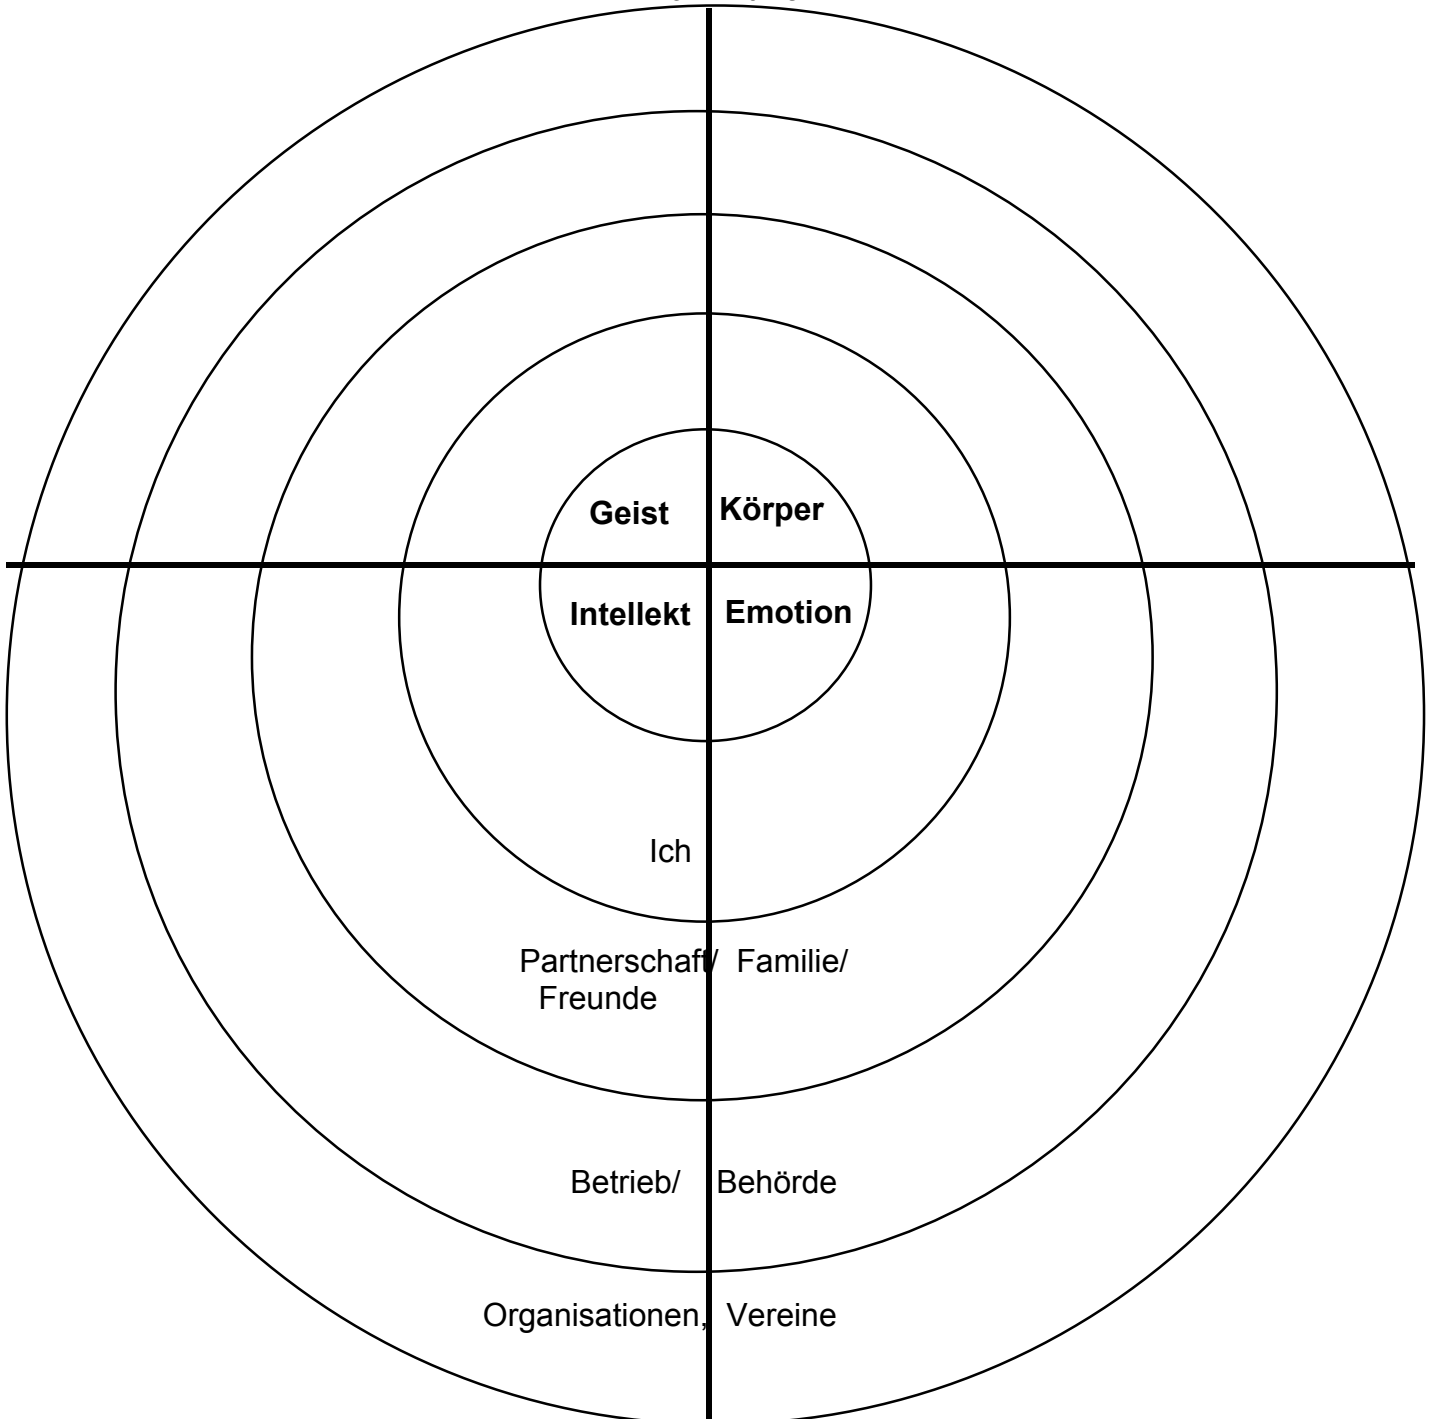 Geist Körper
Intellekt Emotion
Ich
Partnerschaft/ Familie/
Freunde
Betrieb/ Behörde
Organisationen, Vereine